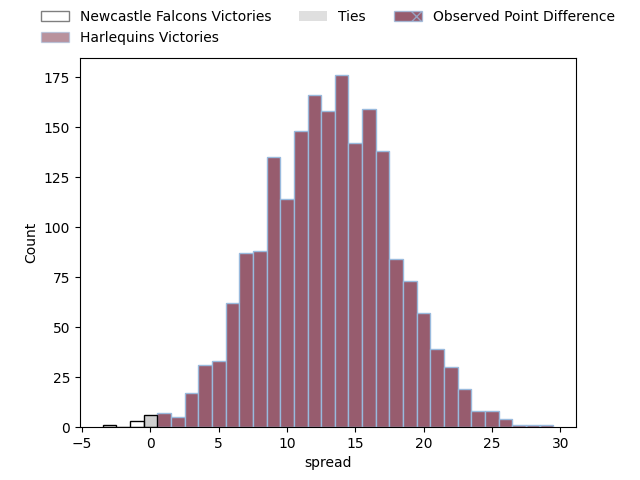 Newcastle Falcons Victories
Ties
Observed Point Difference
Harlequins Victories
175
150
125
100
75
50
25
0
Count
−5
0
5
10
15
20
25
30
spread